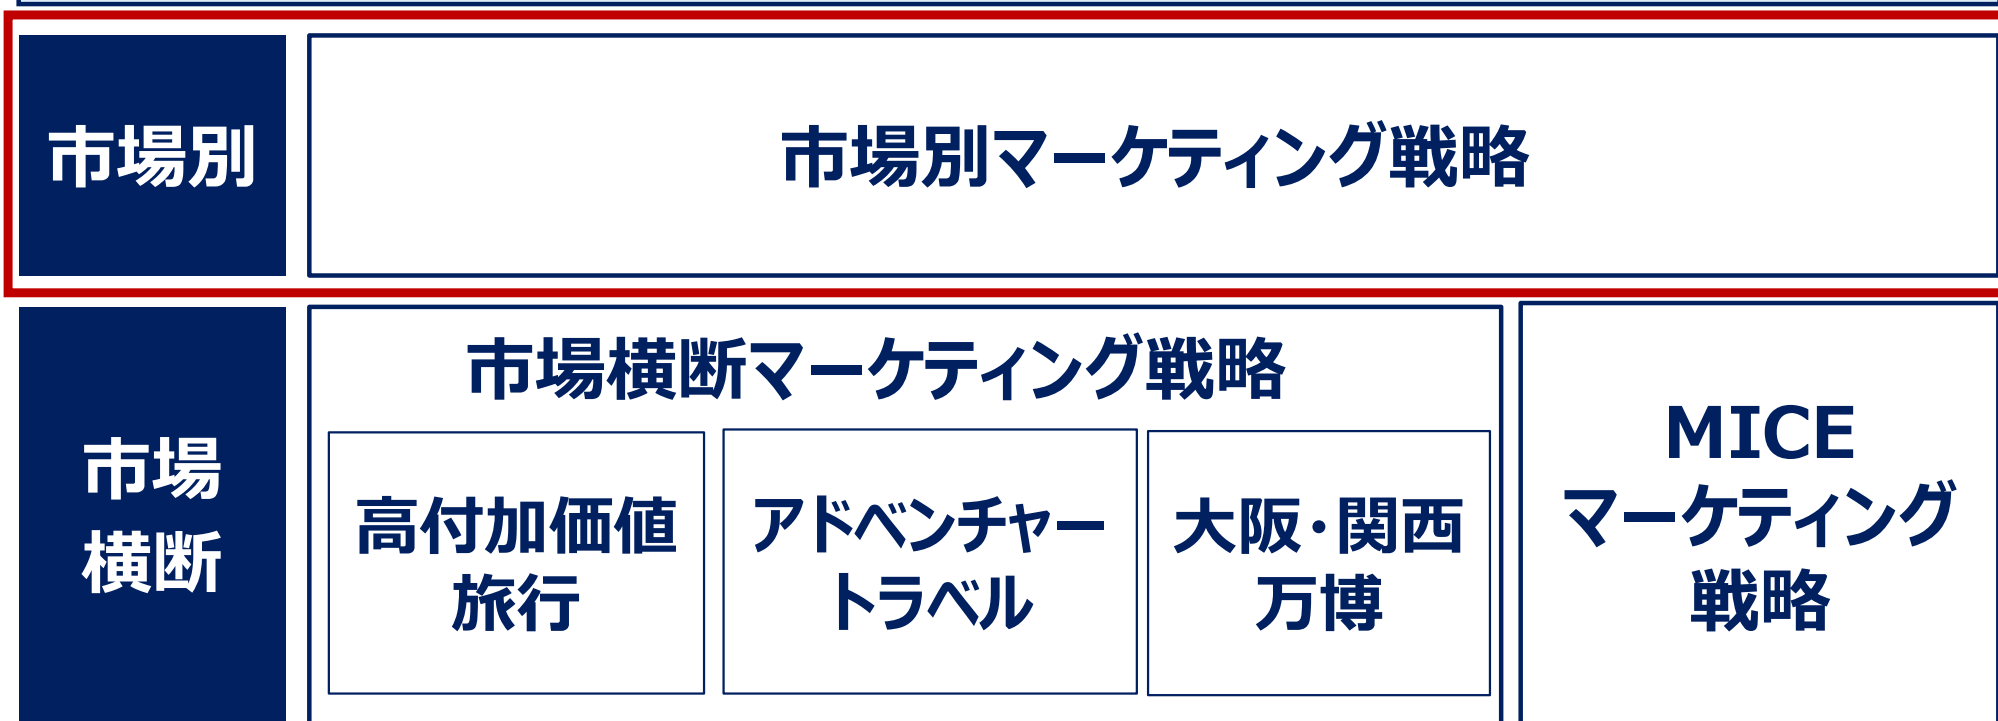 市場別
市場別マーケティング戦略
市場
横断
市場横断マーケティング戦略
高付加価値
旅行
アドベンチャー
トラベル
大阪・関西
万博
MICE
マーケティング
戦略